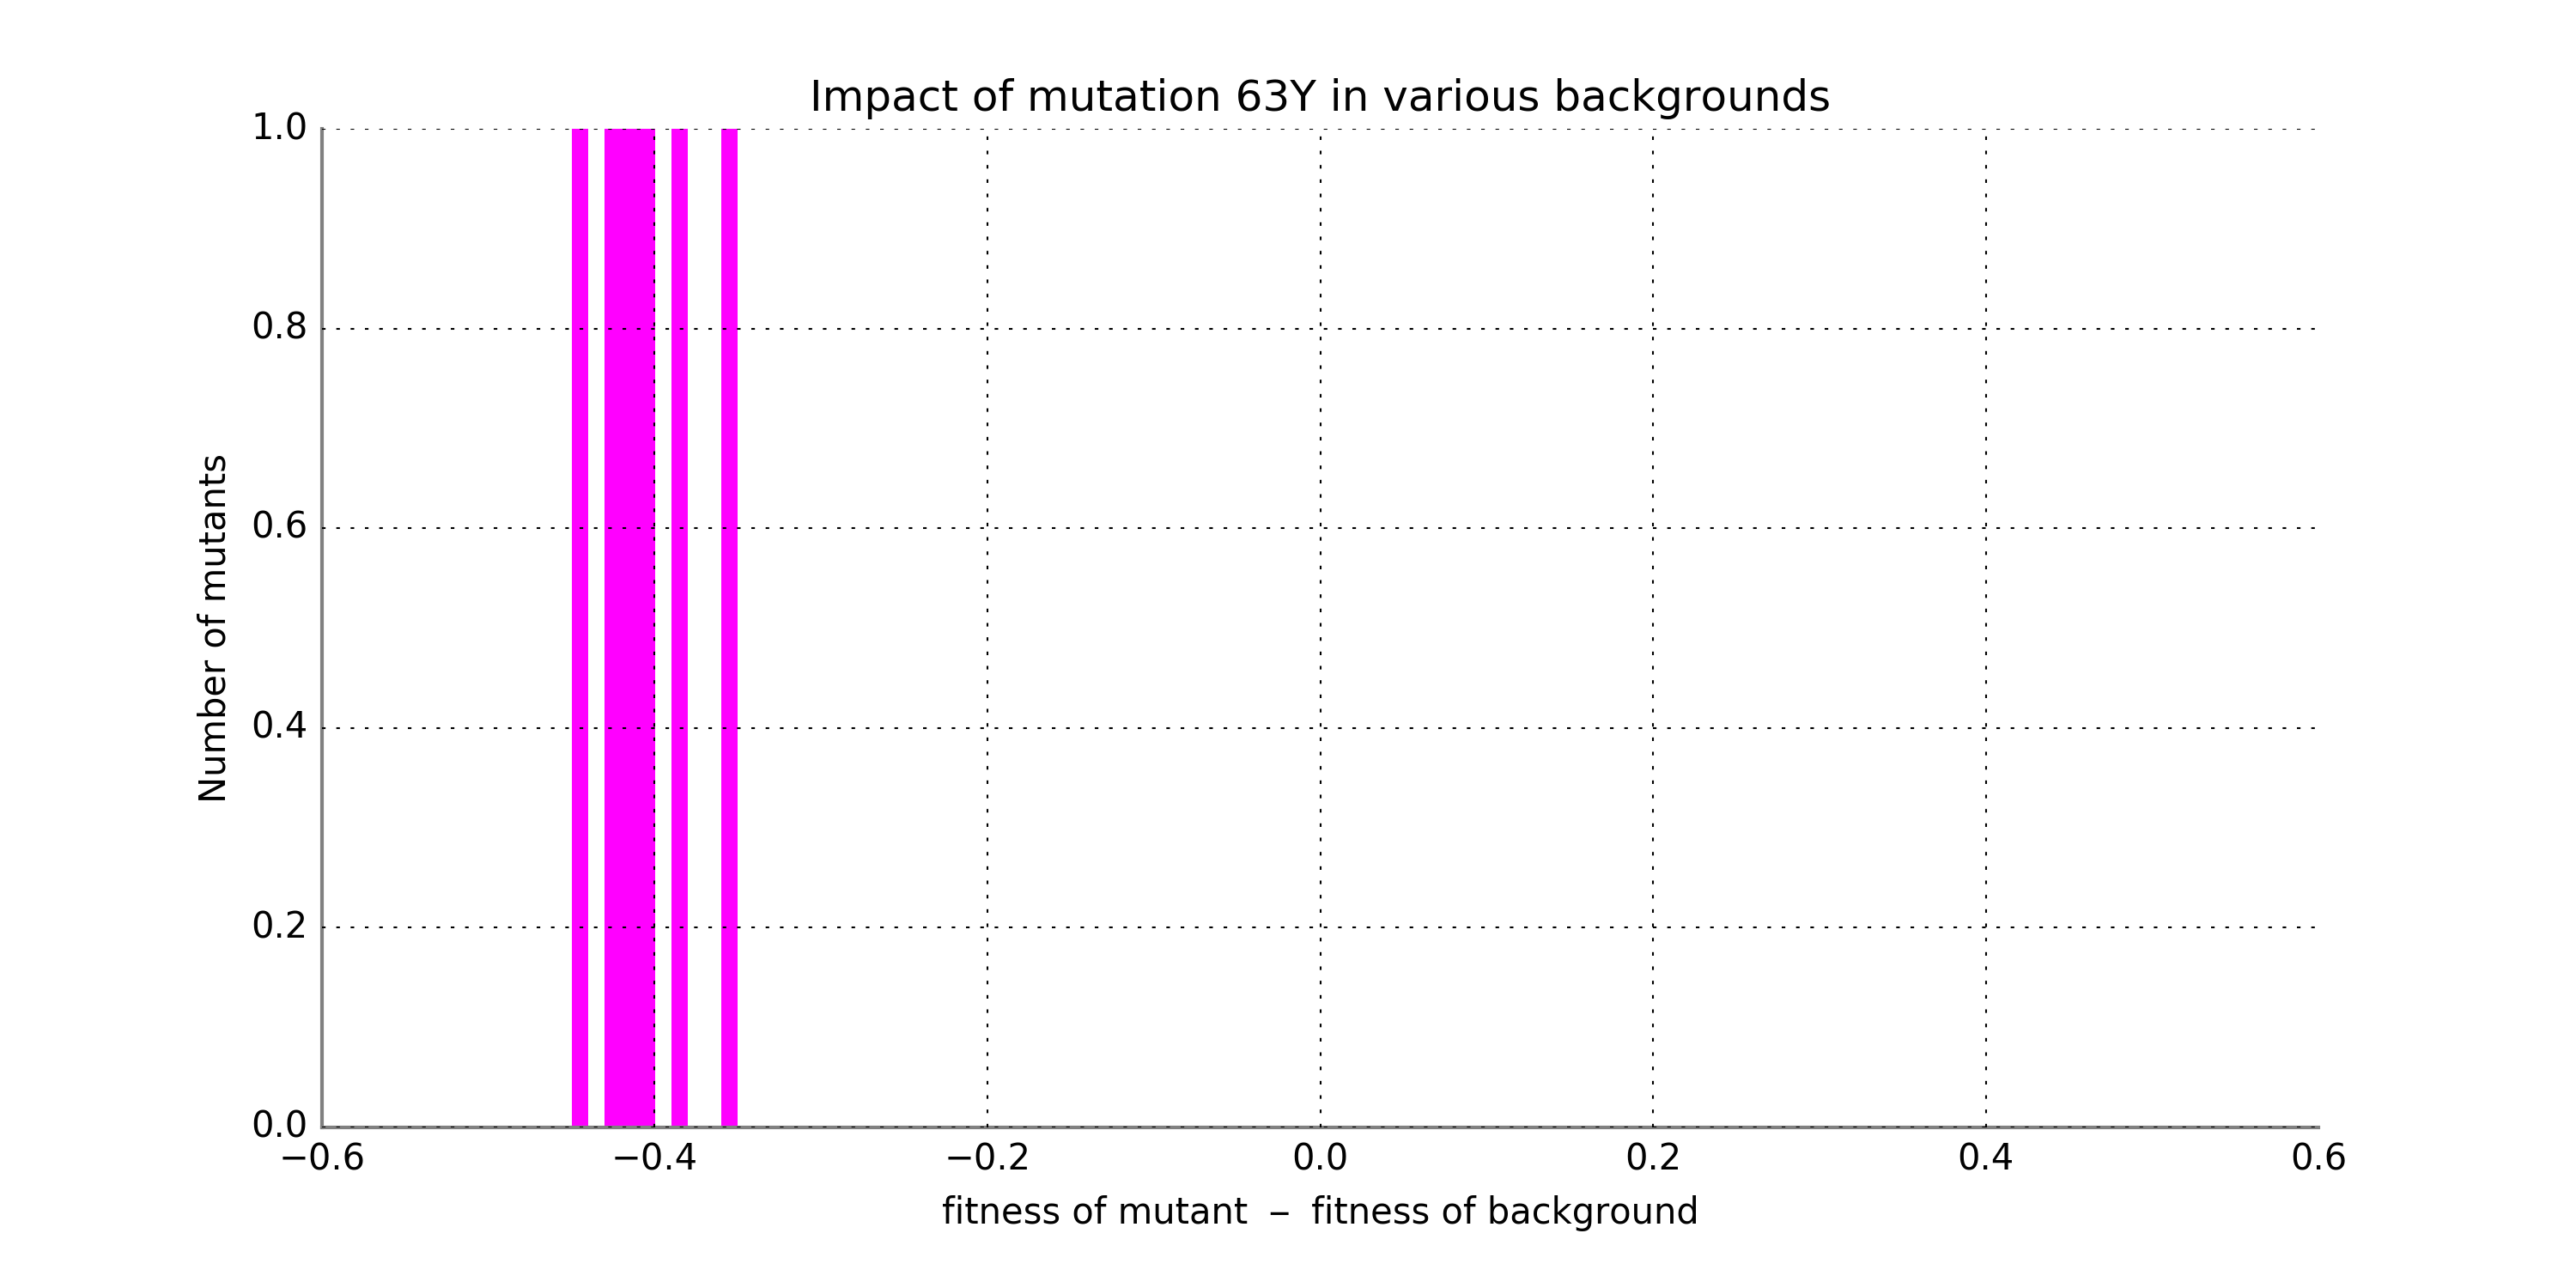 Impact of mutation 63Y in various backgrounds
1.0
0.8
0.6
0.4
0.2
0.0
Number of mutants
−0.6 −0.4 −0.2 0.0 0.2 0.4 0.6
fitness of mutant − fitness of background